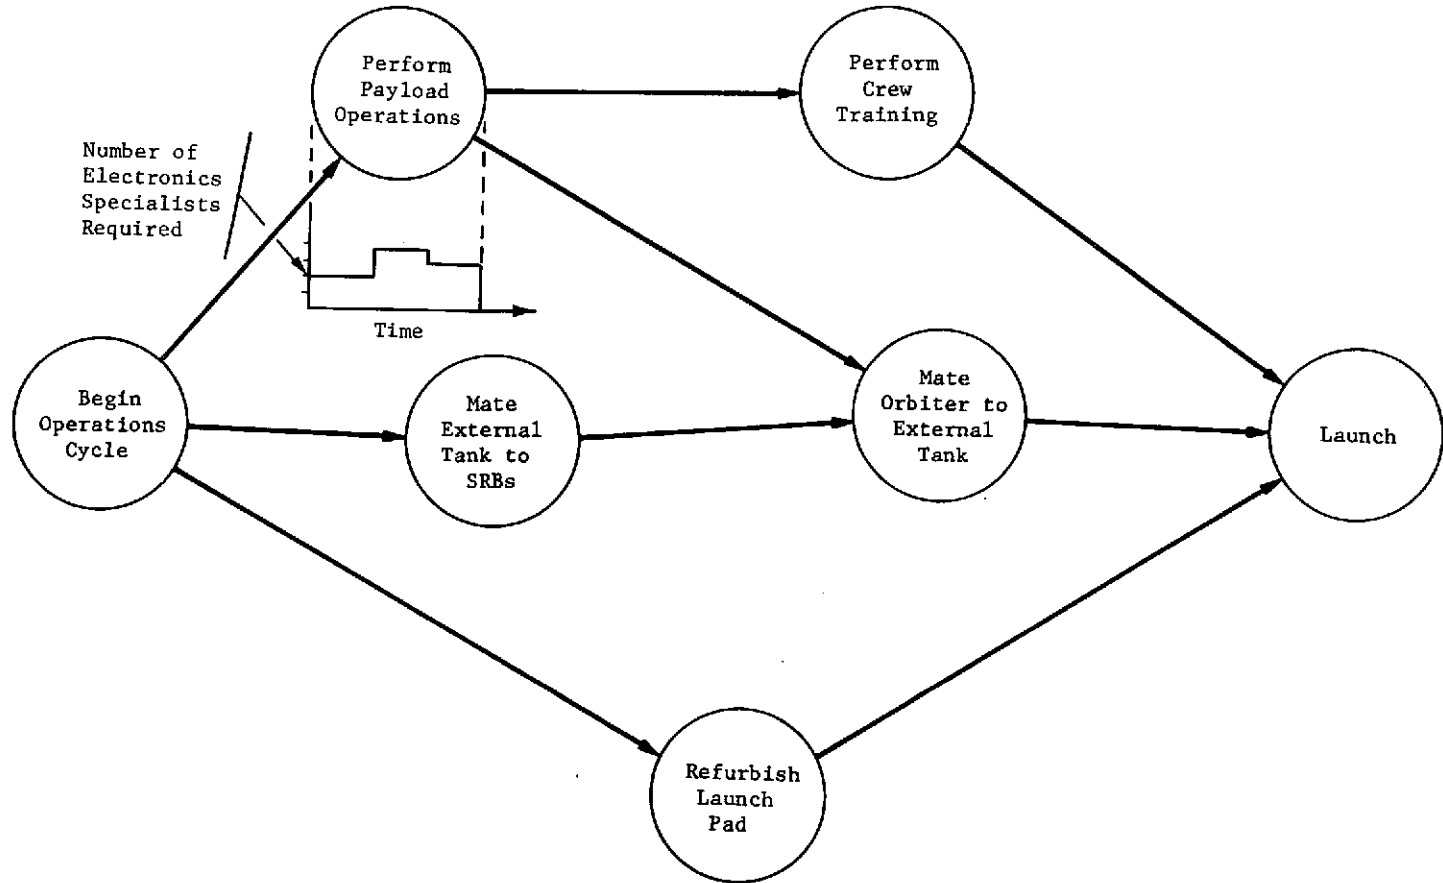 Perform
Payload
Operations
Perform
Crew
Training
Number of
Electronics
Specialists
Required
Time
Begin
Operations
Cycle
Mate
External
Tank to
SRBs
Mate
Orbiter to
External
Tank
Launch
Refurbish
Launch
Pad